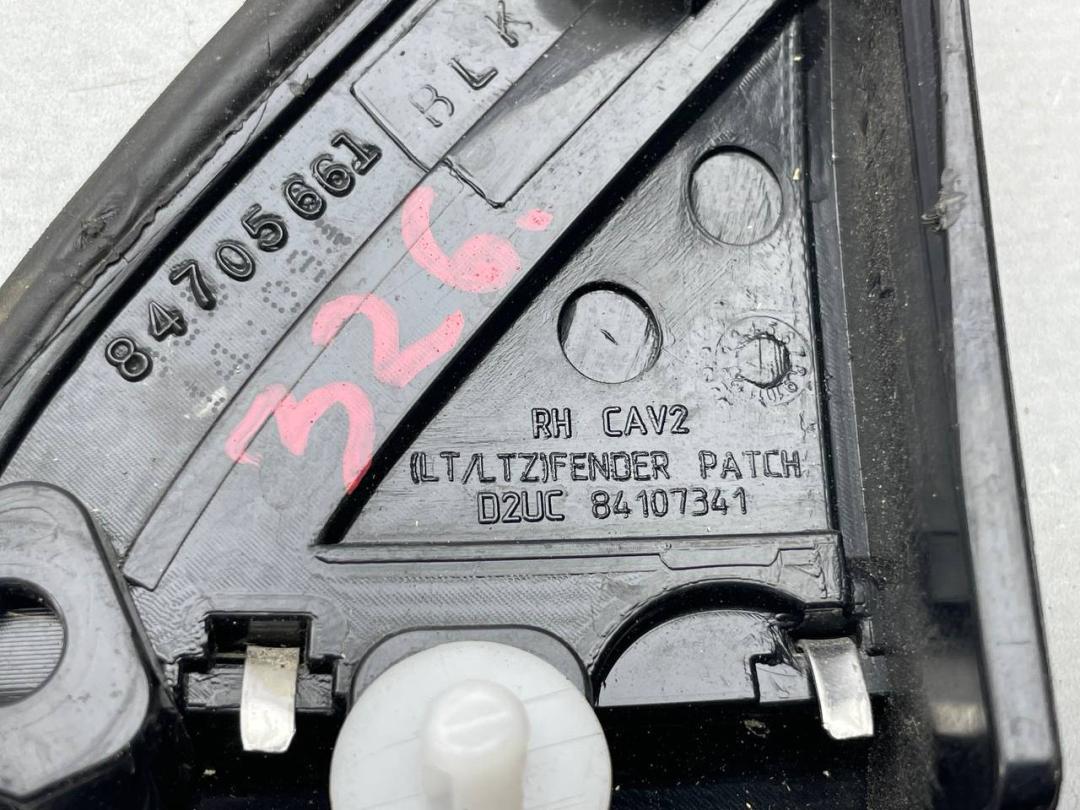 BLK
84705661
326.
RH CAV2
(LT/LTZ)FENDER PATCH
D2UC 84107341